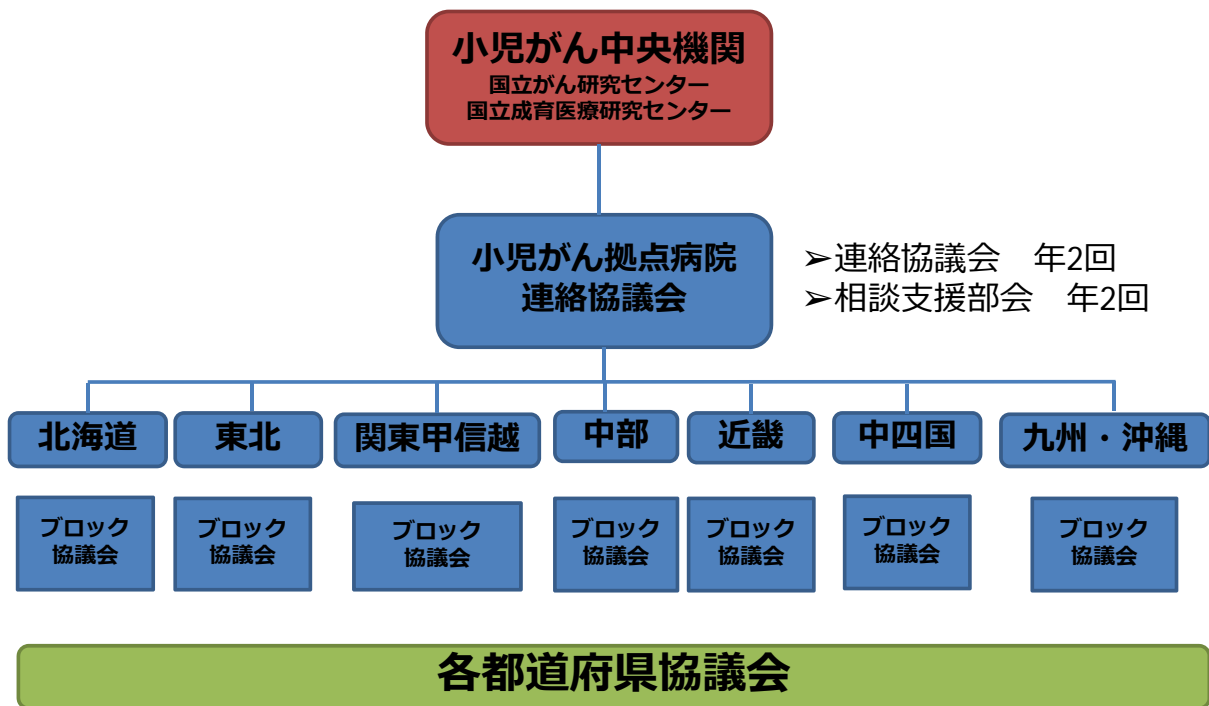 小児がん中央機関
国立がん研究センター
国立成育医療研究センター
小児がん拠点病院
連絡協議会
➢連絡協議会　年2回
➢相談支援部会　年2回
北海道
東北
関東甲信越
中部
近畿
中四国
九州・沖縄
ブロック
協議会
ブロック
協議会
ブロック
協議会
ブロック
協議会
ブロック
協議会
ブロック
協議会
ブロック
協議会
各都道府県協議会